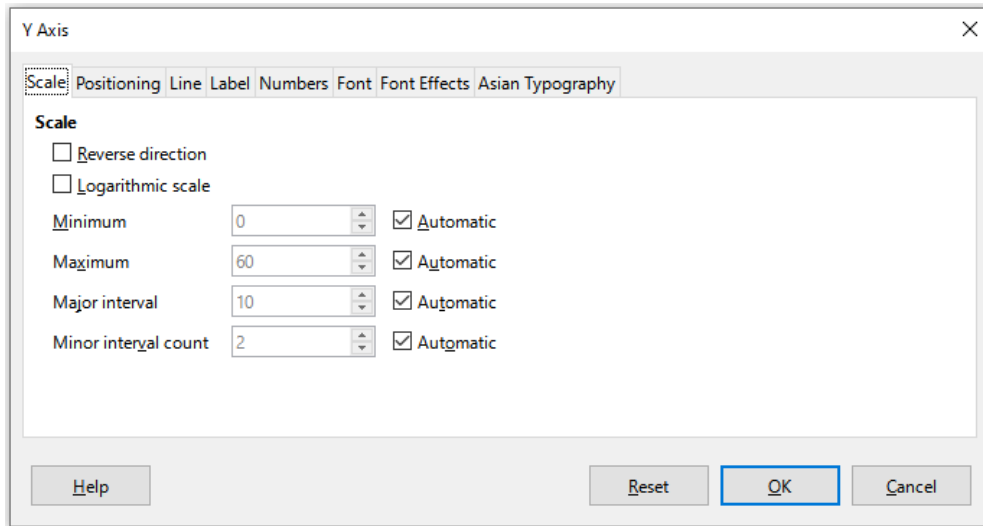 Y Axis
Scale Positioning Line Label Numbers Font Font Effects Asian Typography
Scale
Reverse direction
Logarithmic scale
Minimum 0 Automatic
Maximum 60 Automatic
Major interval 10 Automatic
Minor interval count 2 Automatic
Help Reset OK Cancel